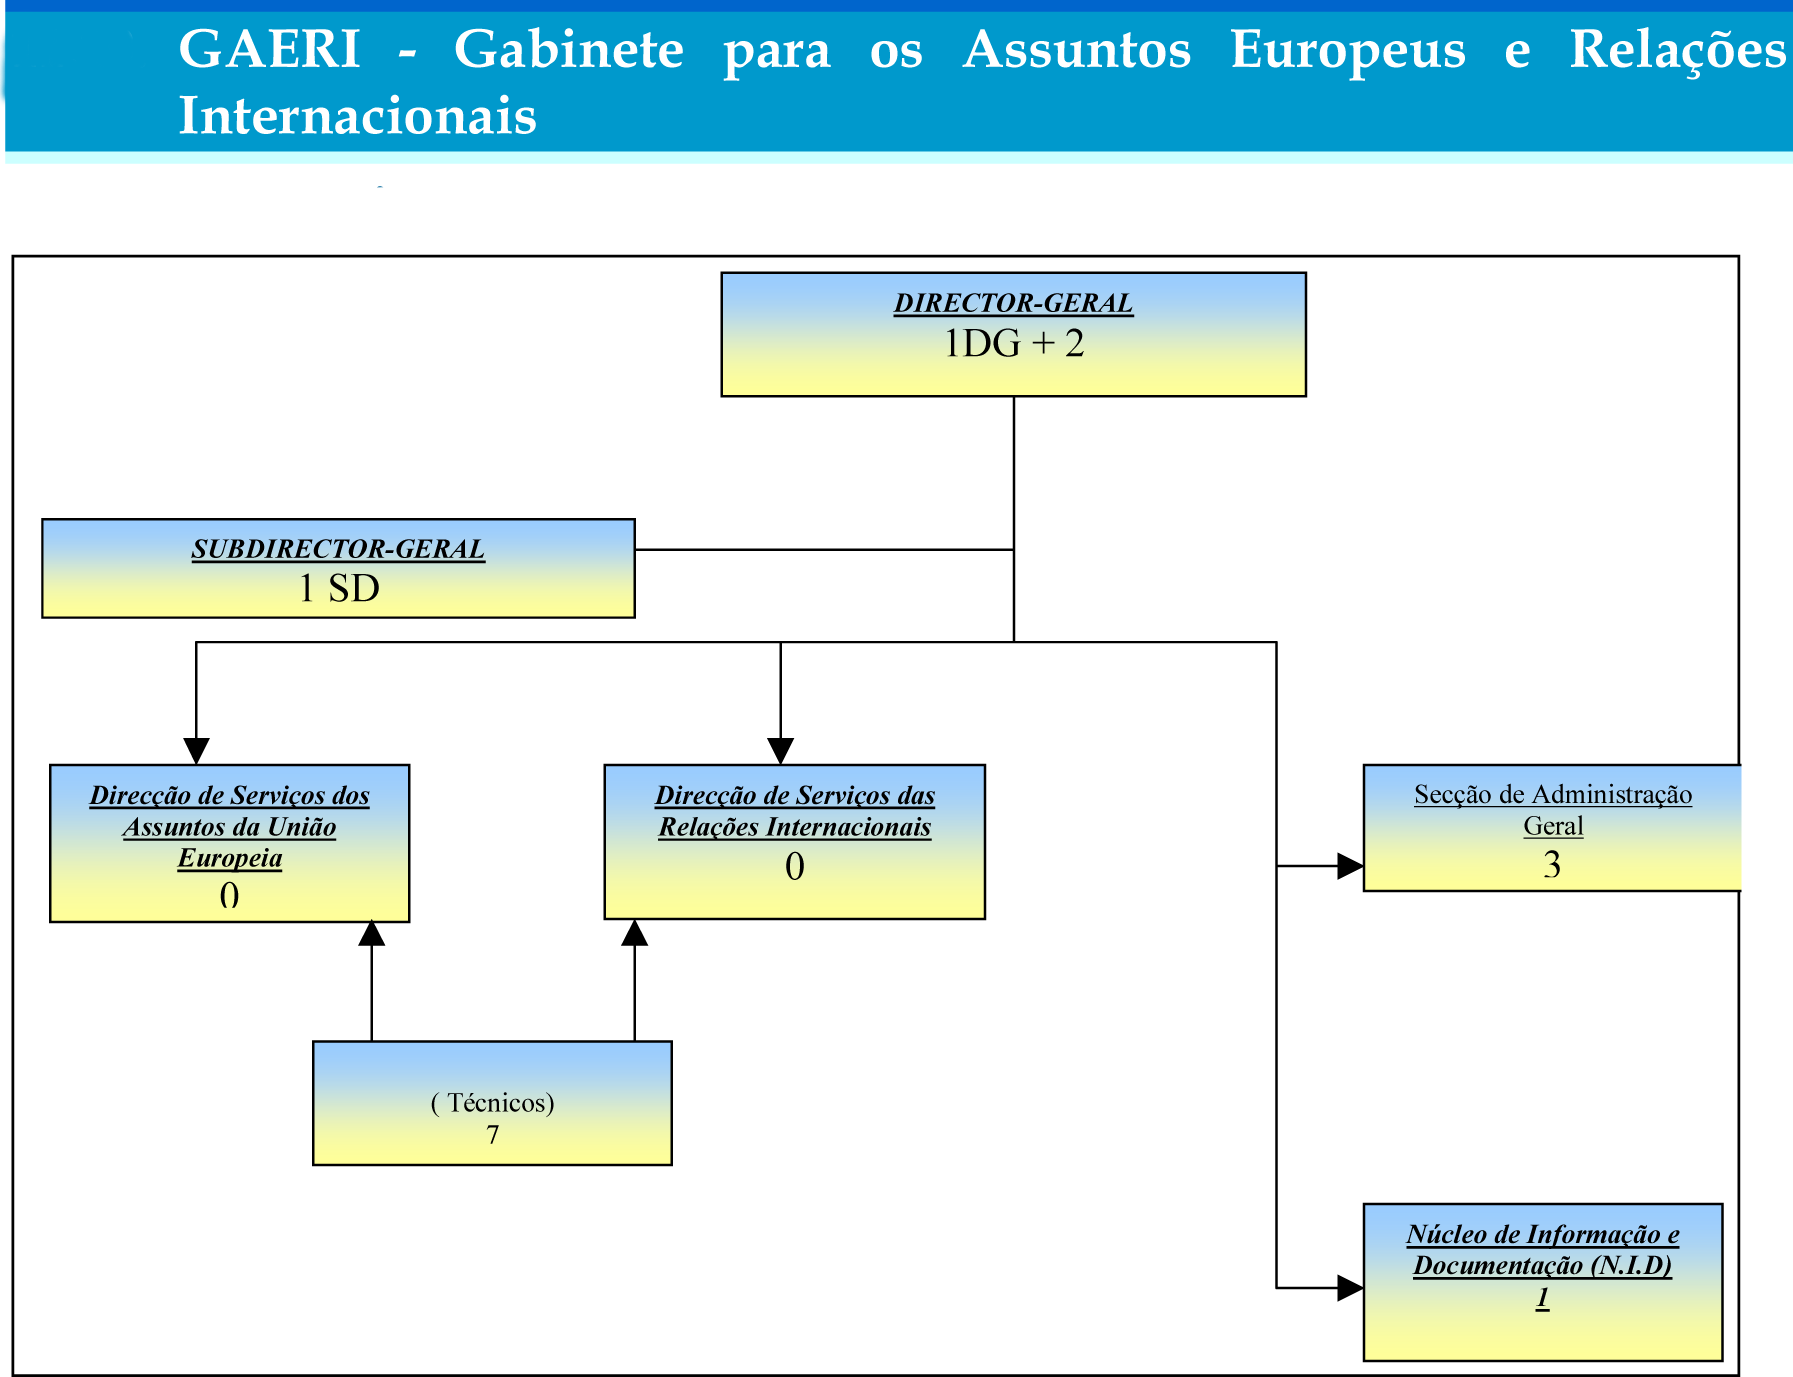 GAERI - Gabinete para os Assuntos Europeus e Relações
Internacionais
DIRECTOR-GERAL
1DG + 2
SUBDIRECTOR-GERAL
1 SD
Direcção de Serviços dos
Assuntos da União
Europeia
0
Direcção de Serviços das
Relações Internacionais
0
Secção de Administração
Geral
3
( Técnicos)
7
Núcleo de Informação e
Documentação (N.I.D)
1